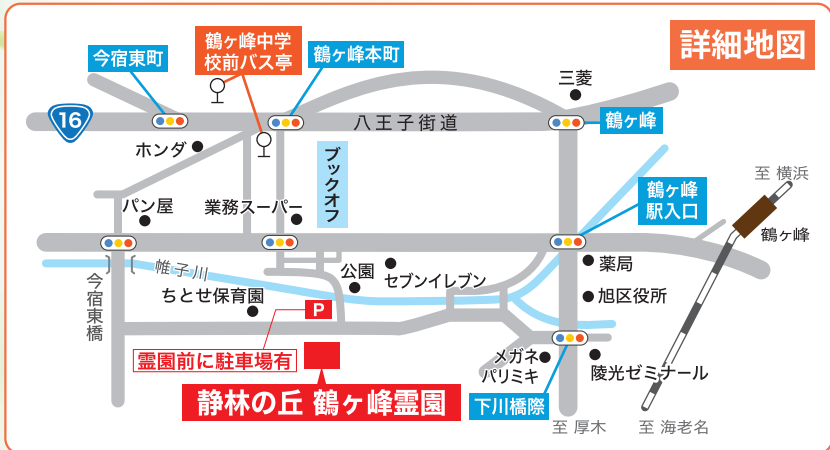 詳細地図
今宿東町
鶴ヶ峰中学
校前バス亭
鶴ヶ峰本町
三菱
16
八王子街道
鶴ヶ峰
ホンダ
ブックオフ
至 横浜
パン屋
業務スーパー
鶴ヶ峰
駅入口
鶴ヶ峰
帷子川
公園
セブンイレブン
薬局
今宿東橋
ちとせ保育園
旭区役所
P
霊園前に駐車場有
メガネ
パリミキ
陵光ゼミナール
静林の丘 鶴ヶ峰霊園
下川橋際
至 厚木
至 海老名